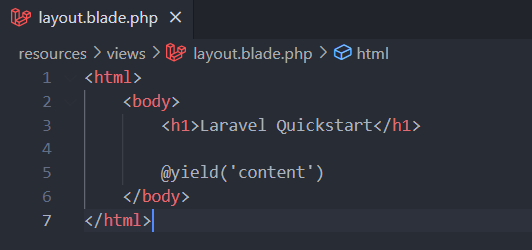 layout.blade.php ×
resources > views > layout.blade.php > html
1 <html>
2     <body>
3         <h1>Laravel Quickstart</h1>
4
5         @yield('content')
6     </body>
7 </html>